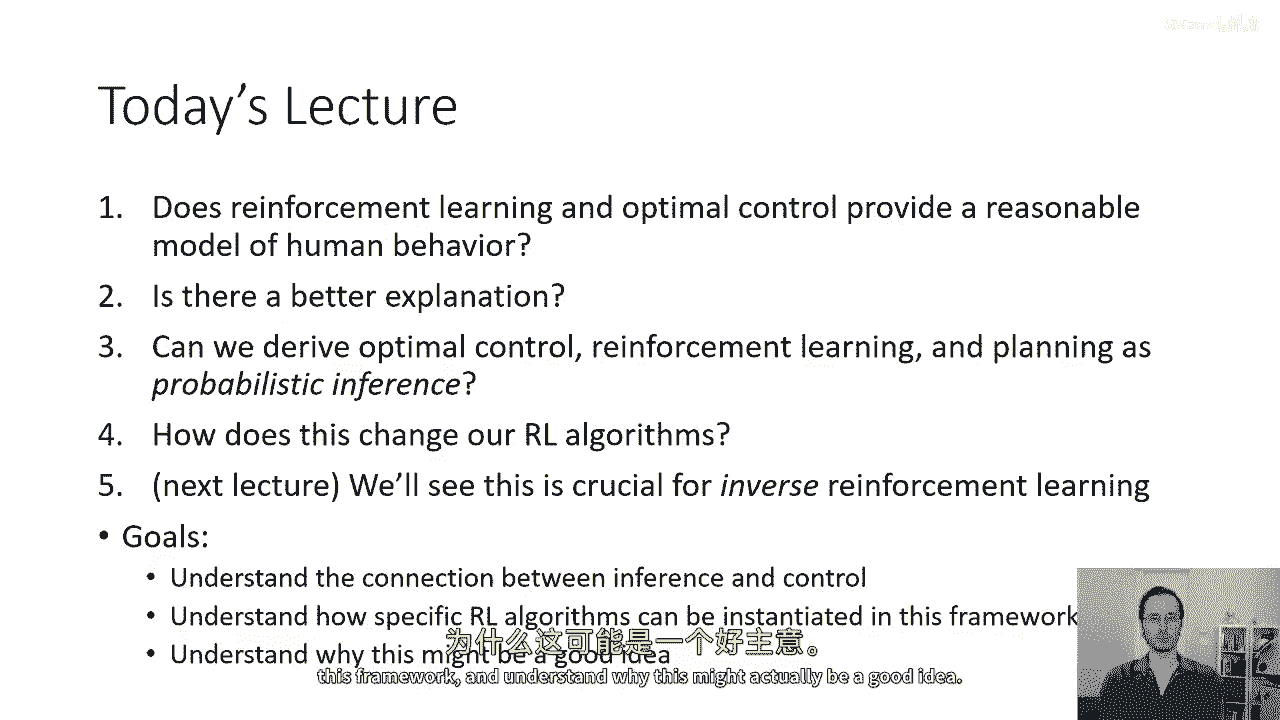 Today's Lecture
1. Does reinforcement learning and optimal control provide a reasonable
model of human behavior?
2. Is there a better explanation?
3. Can we derive optimal control, reinforcement learning, and planning as
probabilistic inference?
4. How does this change our RL algorithms?
5. (next lecture) We'll see this is crucial for inverse reinforcement learning
• Goals:
• Understand the connection between inference and control
• Understand how specific RL algorithms can be instantiated in this framework
• Understand why this might be a good idea
为什么这可能是一个好主意。
this framework, and understand why this might actually be a good idea.